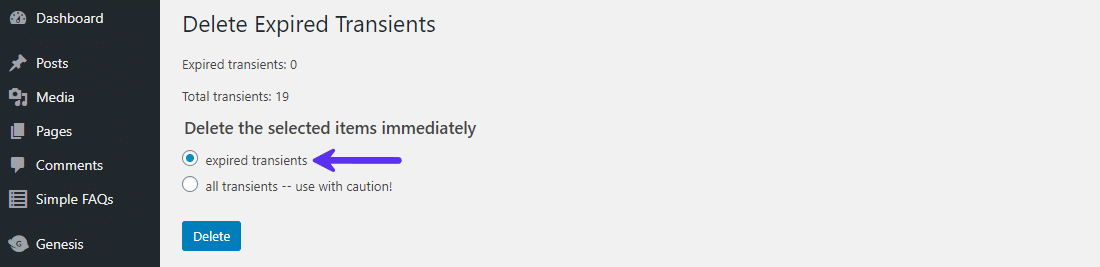 Dashboard
Posts
Media
Pages
Comments
Simple FAQs
G
Genesis
Delete Expired Transients
Expired transients: 0
Total transients: 19
Delete the selected items immediately
expired transients
all transients -- use with caution!
Delete